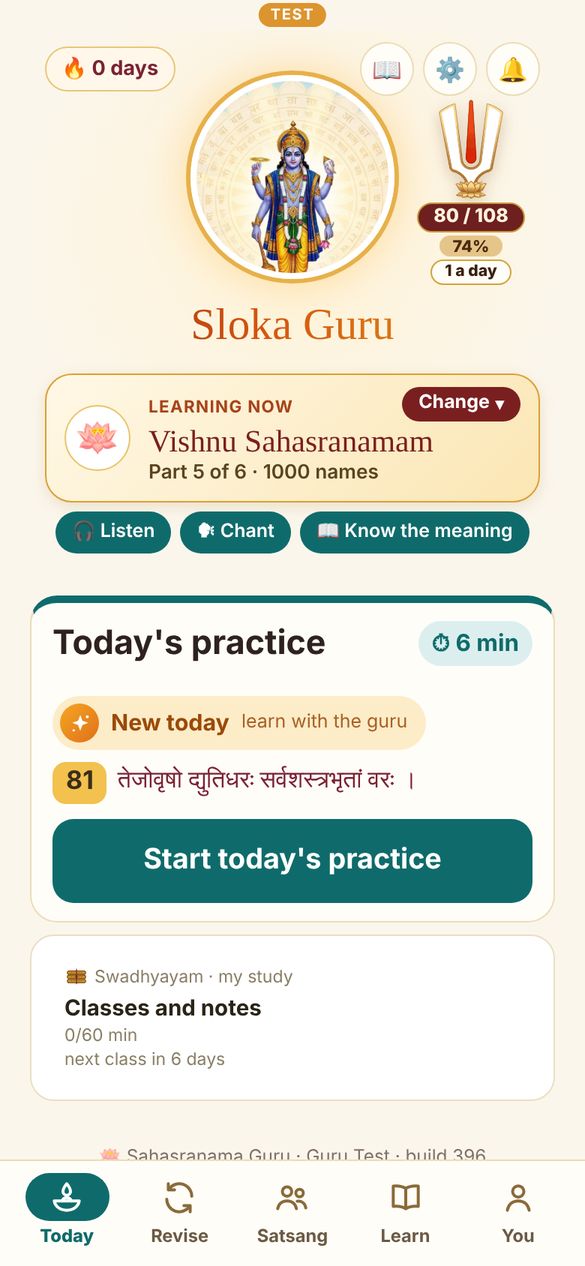 TEST
🔥 0 days
80 / 108
74%
1 a day
Sloka Guru
LEARNING NOW
Change ▾
Vishnu Sahasranamam
Part 5 of 6 · 1000 names
Listen
Chant
Know the meaning
Today's practice
⏱ 6 min
New today learn with the guru
81 तेजोवृषो द्युतिधरः सर्वशस्त्रभृतां वरः ।
Start today's practice
Swadhyayam · my study
Classes and notes
0/60 min
next class in 6 days
Sahasranama Guru · Guru Test · build 396
Today
Revise
Satsang
Learn
You